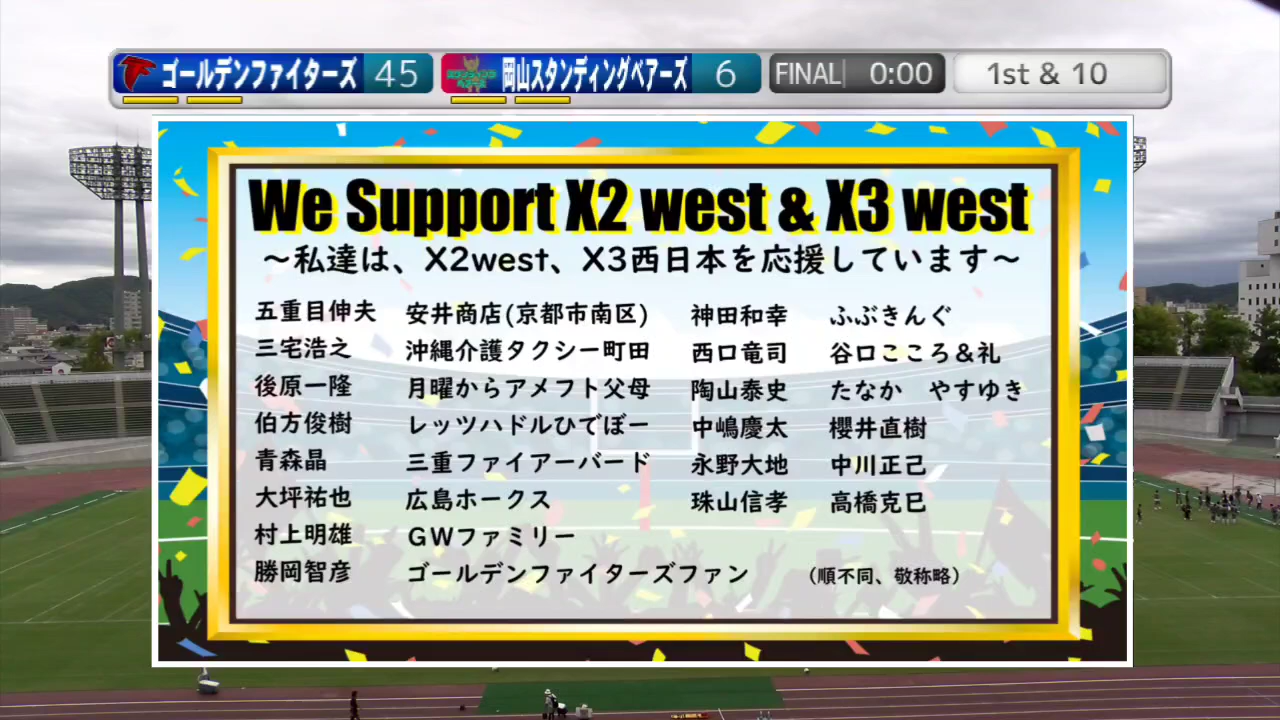 ゴールデンファイターズ 45 岡山スタンディングベアーズ 6 FINAL 0:00 1st & 10
We Support X2 west & X3 west
～私達は、X2west、X3西日本を応援しています～
五重目伸夫 安井商店(京都市南区) 神田和幸 ふぶきんぐ
三宅浩之 沖縄介護タクシー町田 西口竜司 谷口こころ&礼
後原一隆 月曜からアメフト父母 陶山泰史 たなか やすゆき
伯方俊樹 レッツハドルひでぼー 中嶋慶太 櫻井直樹
青森晶 三重ファイアーバード 永野大地 中川正己
大坪祐也 広島ホークス 珠山信孝 高橋克巳
村上明雄 GWファミリー
勝岡智彦 ゴールデンファイターズファン (順不同、敬称略)